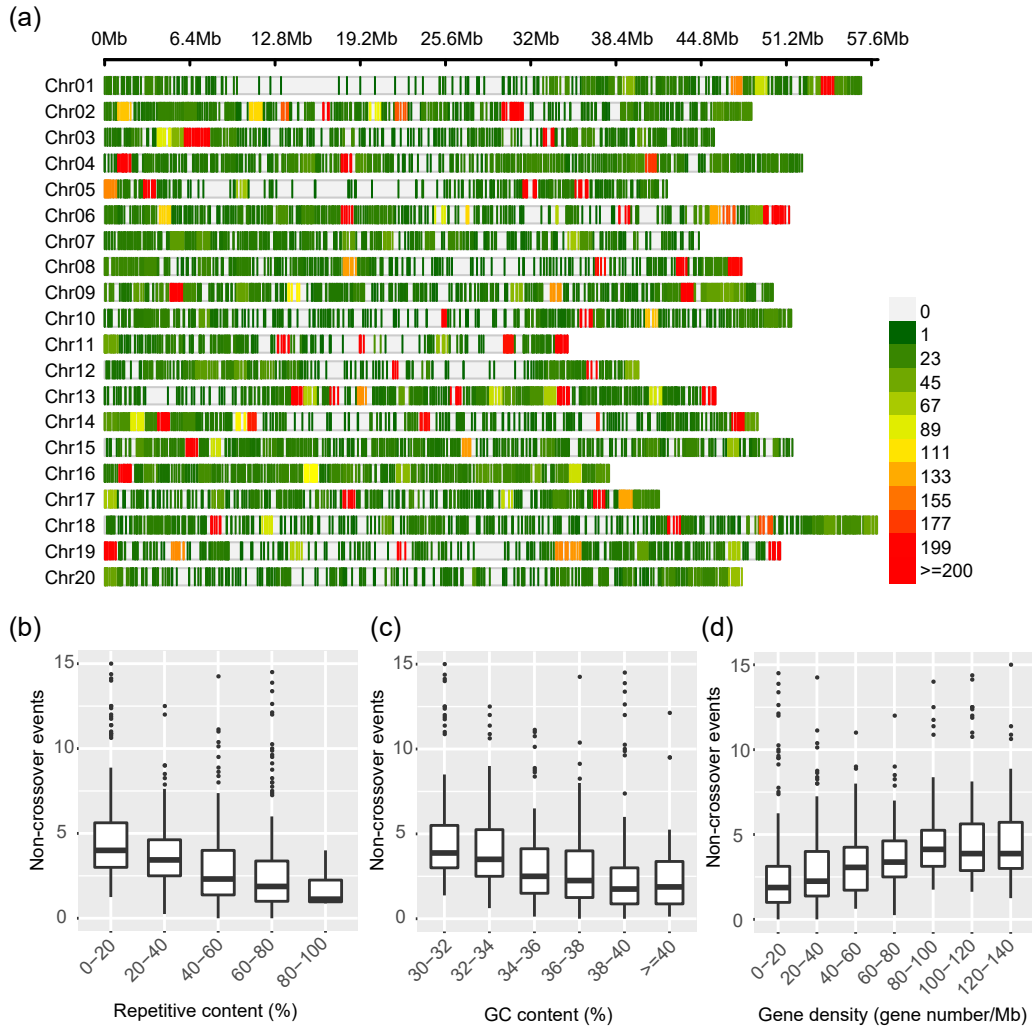 (a)
0Mb 6.4Mb 12.8Mb 19.2Mb 25.6Mb 32Mb 38.4Mb 44.8Mb 51.2Mb 57.6Mb
Chr01
Chr02
Chr03
Chr04
Chr05
Chr06
Chr07
Chr08
Chr09
Chr10
Chr11
Chr12
Chr13
Chr14
Chr15
Chr16
Chr17
Chr18
Chr19
Chr20
0
1
23
45
67
89
111
133
155
177
199
>=200
(b)
Non-crossover events
15
10
5
0
0−20 20−40 40−60 60−80 80−100
Repetitive content (%)
(c)
Non-crossover events
15
10
5
0
30−32 32−34 34−36 36−38 38−40 >=40
GC content (%)
(d)
Non-crossover events
15
10
5
0
0−20 20−40 40−60 60−80 80−100 100−120 120−140
Gene density (gene number/Mb)